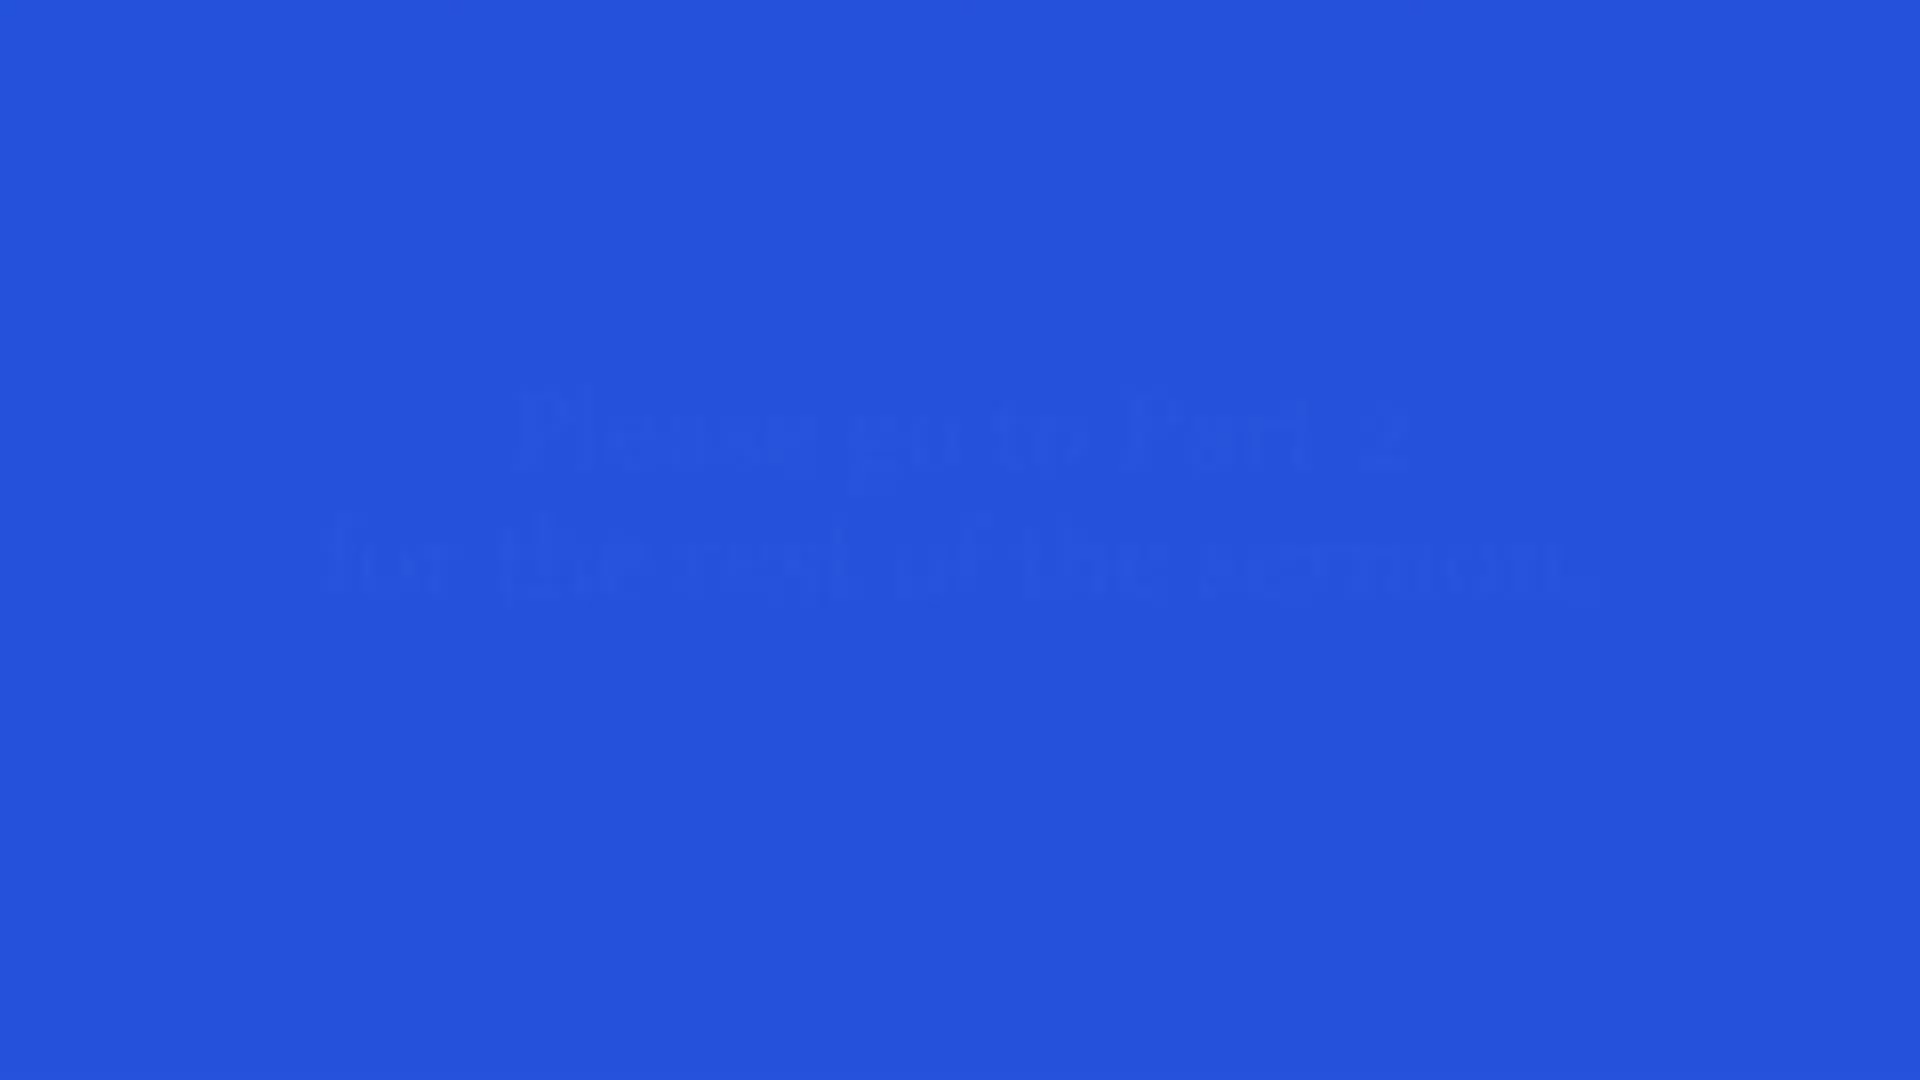 Please go to Part 2
for the rest of the sermon.